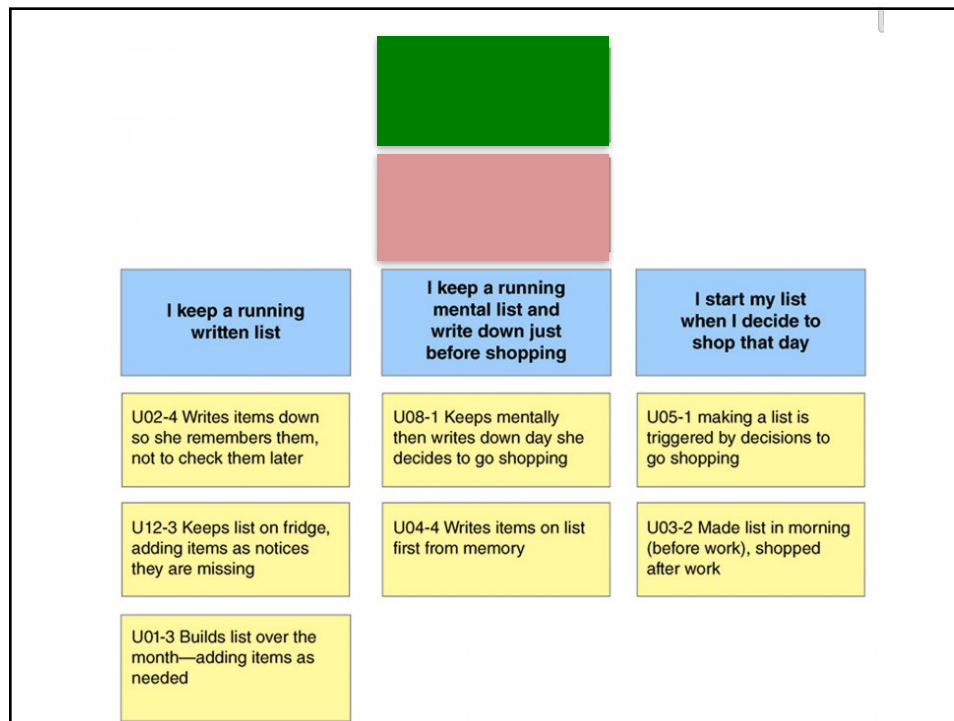 I keep a running
written list
I keep a running
mental list and
write down just
before shopping
I start my list
when I decide to
shop that day
U02-4 Writes items down
so she remembers them,
not to check them later
U08-1 Keeps mentally
then writes down day she
decides to go shopping
U05-1 making a list is
triggered by decisions to
go shopping
U12-3 Keeps list on fridge,
adding items as notices
they are missing
U04-4 Writes items on list
first from memory
U03-2 Made list in morning
(before work), shopped
after work
U01-3 Builds list over the
month—adding items as
needed